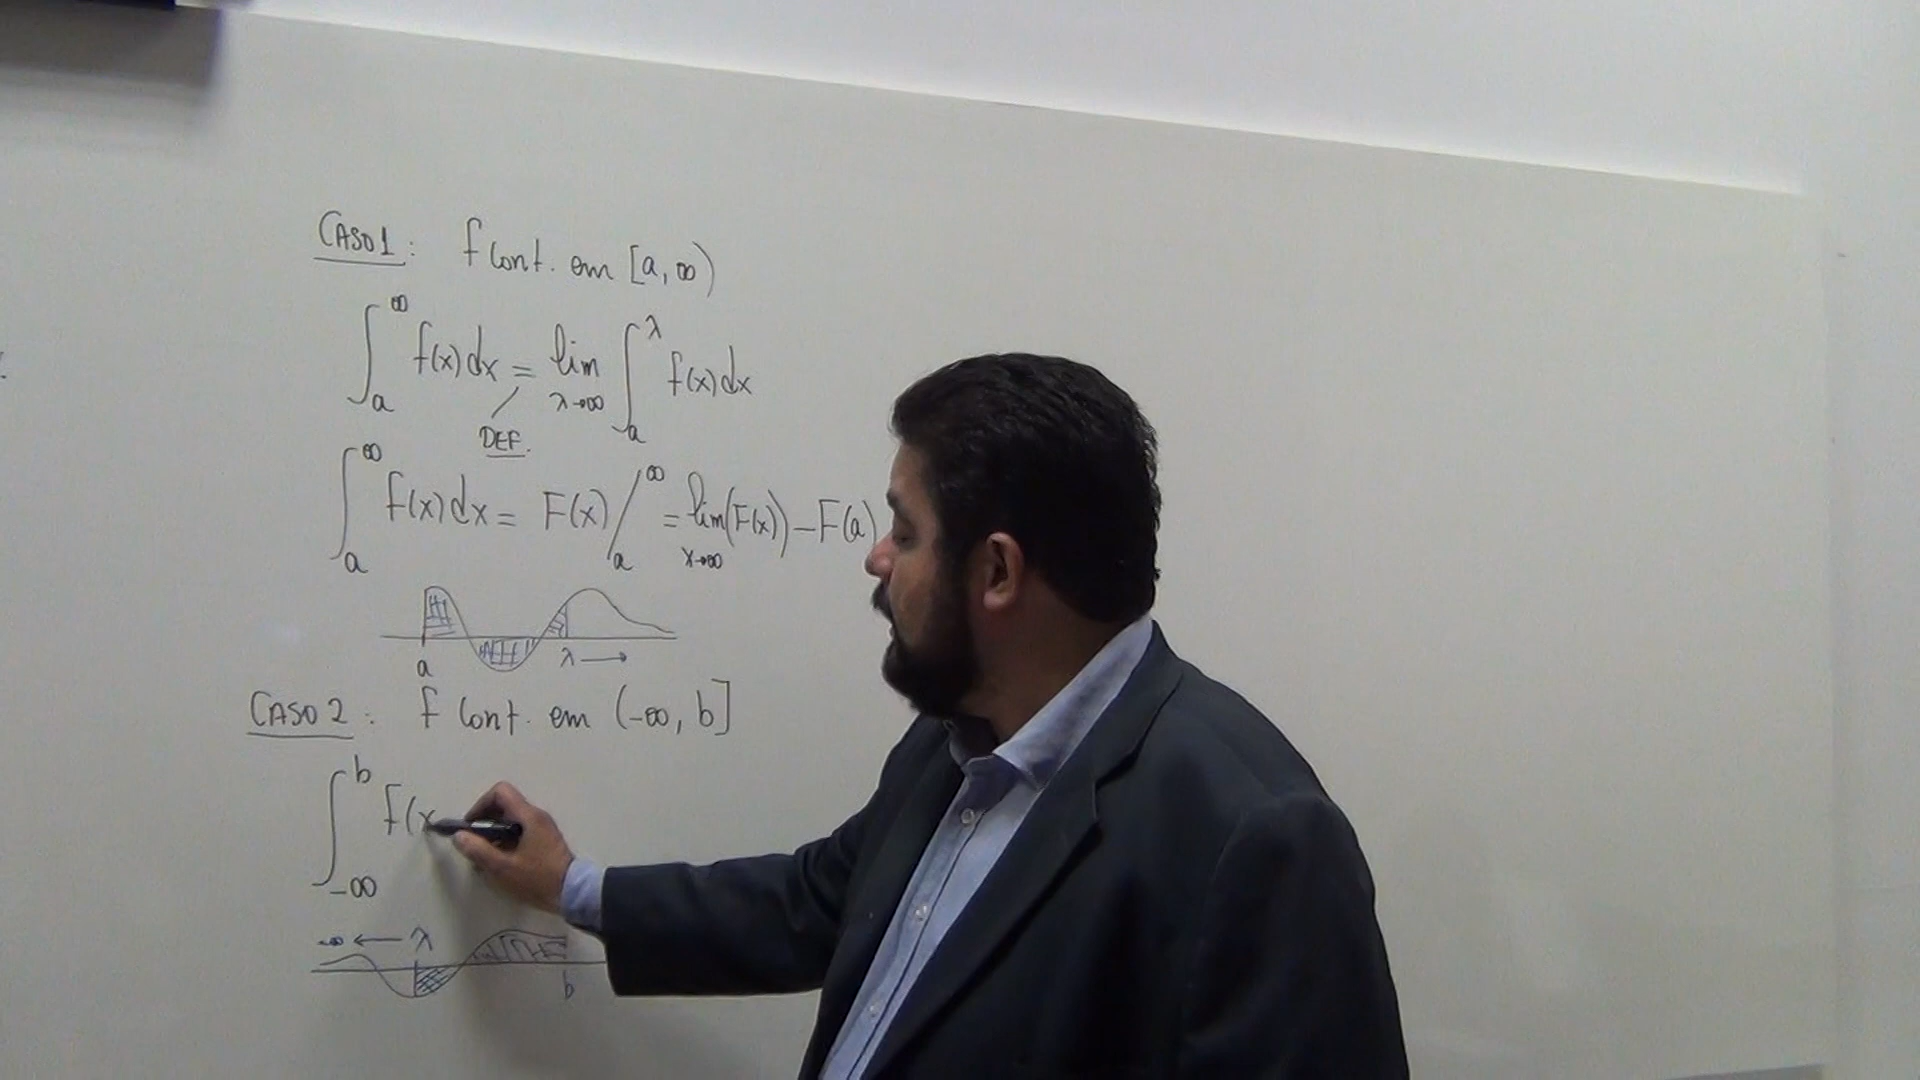 CASO 1: f cont. em [a, ∞)
∫_a^∞ f(x)dx = lim_{λ→∞} ∫_a^λ f(x)dx
DEF.
∫_a^∞ f(x)dx = F(x) /_a^∞ = lim_{x→∞}(F(x)) - F(a)
a λ →
CASO 2: f cont. em (-∞, b]
∫_{-∞}^b f(x
-∞ ← λ
b